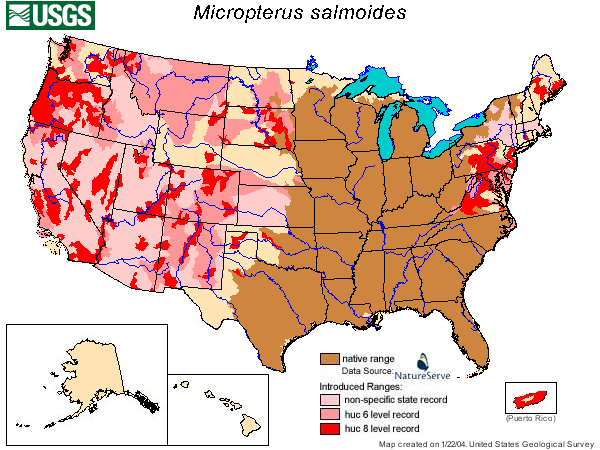 USGS
Micropterus salmoides
native range
Data Source: NatureServe
Introduced Ranges:
non-specific state record
huc 6 level record
huc 8 level record
(Puerto Rico)
Map created on 1/22/04. United States Geological Survey